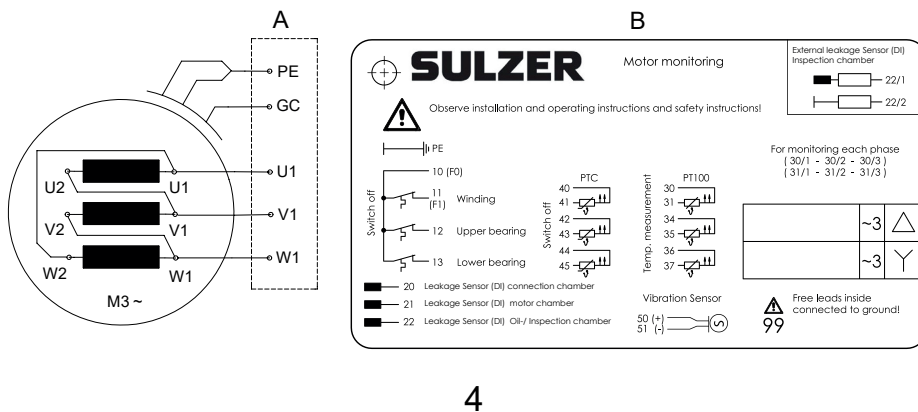 A
PE
GC
U2 U1 U1
V2 V1 V1
W2 W1 W1
M3 ~
B
SULZER
Motor monitoring
External leakage Sensor (DI)
Inspection chamber
22/1
22/2
Observe installation and operating instructions and safety instructions!
PE
Switch off
10 (F0)
11 Winding
(F1)
12 Upper bearing
13 Lower bearing
20 Leakage Sensor (DI) connection chamber
21 Leakage Sensor (DI) motor chamber
22 Leakage Sensor (DI) Oil-/ Inspection chamber
Switch off
PTC
40
41
42
43
44
45
Temp. measurement
PT100
30
31
34
35
36
37
Vibration Sensor
50 (+)
51 (-)
For monitoring each phase
( 30/1 - 30/2 - 30/3 )
( 31/1 - 31/2 - 31/3 )
~3
~3
Free leads inside
connected to ground!
99
4